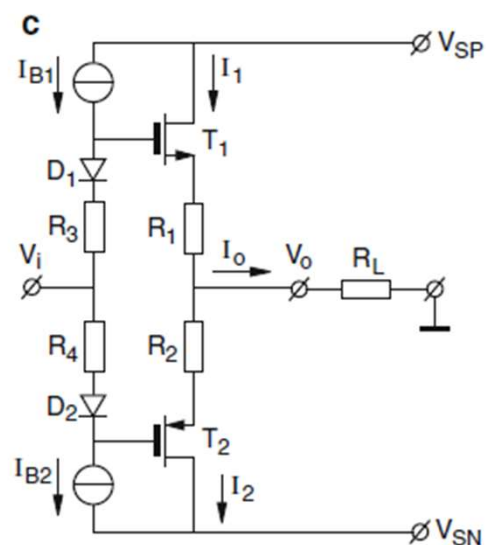 C
I_B1
I_1
V_SP
T_1
D_1
R_3
R_1
V_i
I_o
V_o
R_L
R_4
R_2
D_2
T_2
I_B2
I_2
V_SN